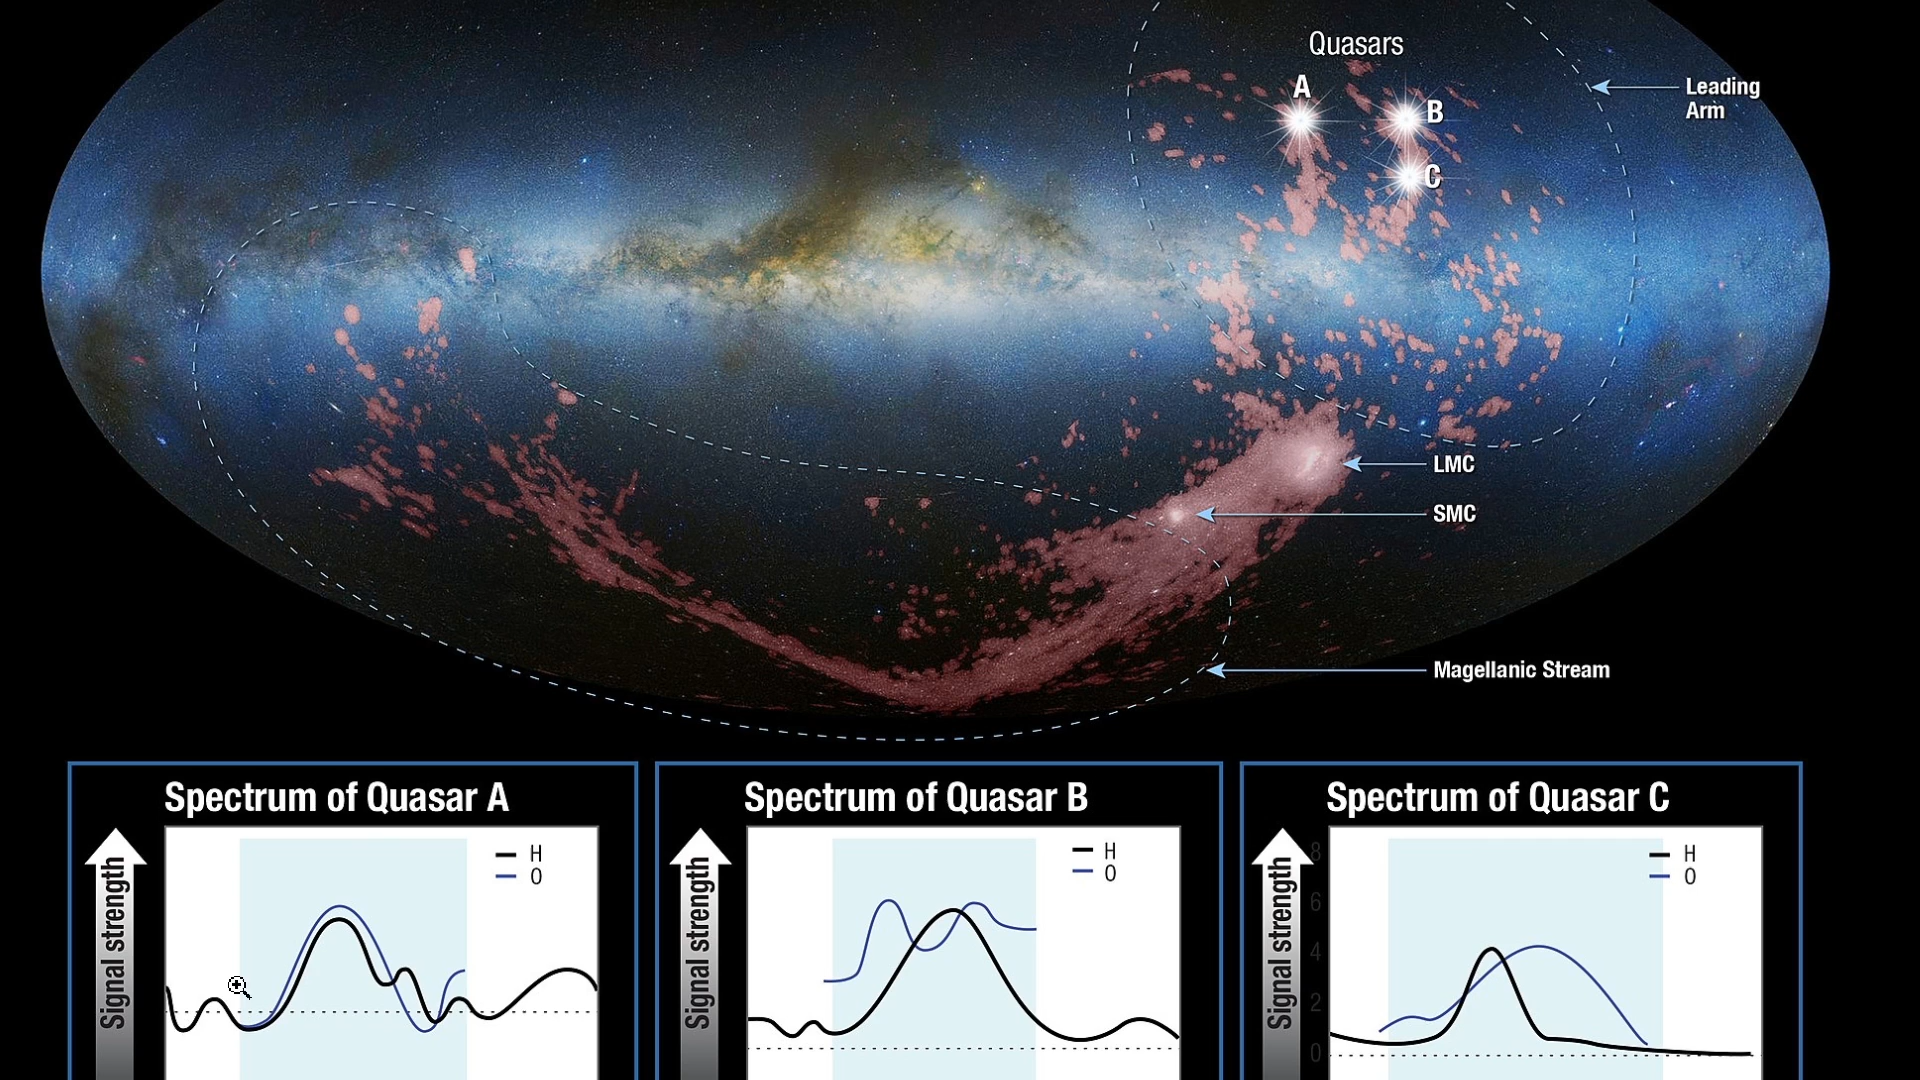 Quasars
A
B
C
Leading
Arm
LMC
SMC
Magellanic Stream
Spectrum of Quasar A
Signal strength
H
O
Spectrum of Quasar B
Signal strength
H
O
Spectrum of Quasar C
Signal strength
8
6
4
2
0
H
O